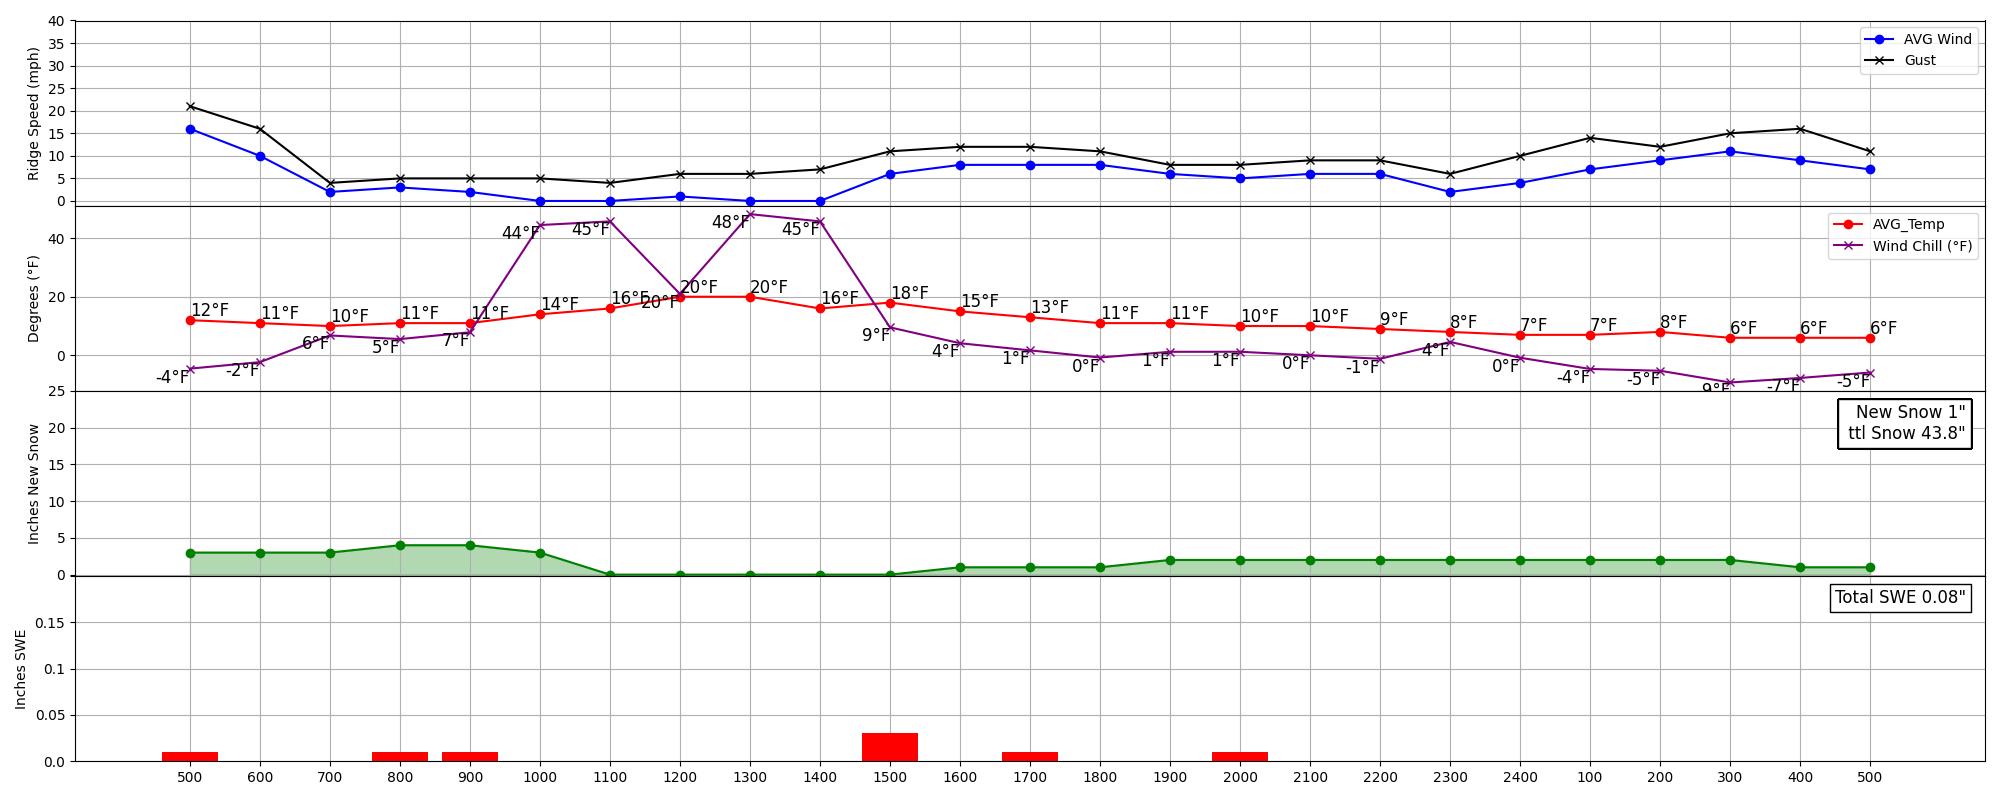 40
35
30
25
20
15
10
5
0
Ridge Speed (mph)
AVG Wind
Gust
40
20
0
Degrees (°F)
AVG_Temp
Wind Chill (°F)
12°F 11°F 10°F 11°F 11°F 14°F 16°F 20°F 20°F 16°F 18°F 15°F 13°F 11°F 11°F 10°F 10°F 9°F 8°F 7°F 7°F 8°F 6°F 6°F 6°F
-4°F -2°F 6°F 5°F 7°F 44°F 45°F 20°F 48°F 45°F 9°F 4°F 1°F 0°F 1°F 1°F 0°F -1°F 4°F 0°F -4°F -5°F 9°F -7°F -5°F
25
20
15
10
5
0
Inches New Snow
New Snow 1"
ttl Snow 43.8"
0.15
0.1
0.05
0.0
Inches SWE
Total SWE 0.08"
500 600 700 800 900 1000 1100 1200 1300 1400 1500 1600 1700 1800 1900 2000 2100 2200 2300 2400 100 200 300 400 500